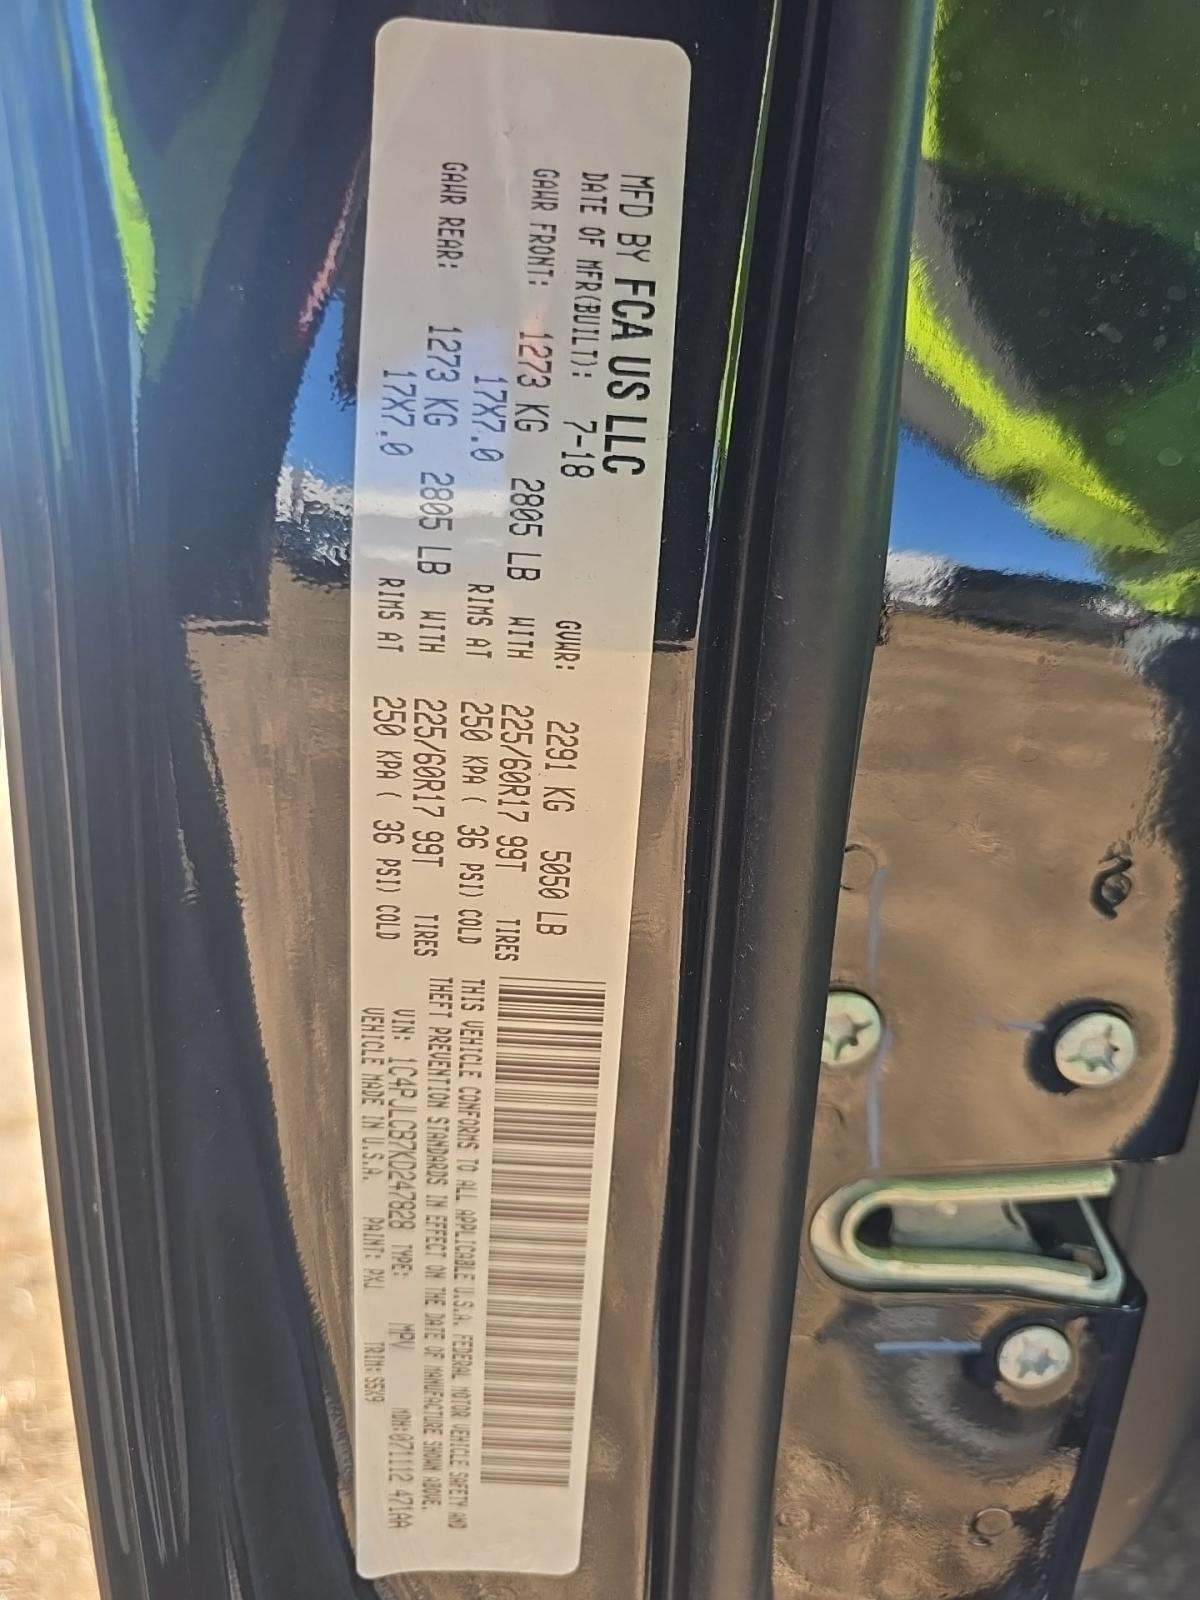 MFD BY FCA US LLC
DATE OF MFR(BUILT): 7-18 GVWR: 2291 KG 5050 LB
GAWR FRONT: 1273 KG 2805 LB WITH 225/60R17 99T TIRES
17X7.0 RIMS AT 250 KPA ( 36 PSI) COLD
GAWR REAR: 1273 KG 2805 LB WITH 225/60R17 99T TIRES
17X7.0 RIMS AT 250 KPA ( 36 PSI) COLD
THIS VEHICLE CONFORMS TO ALL APPLICABLE U.S.A. FEDERAL MOTOR VEHICLE SAFETY AND
THEFT PREVENTION STANDARDS IN EFFECT ON THE DATE OF MANUFACTURE SHOWN ABOVE.
VIN: 1C4PJLCB7KD247828 TYPE: MPV MDH:071112 471AA
VEHICLE MADE IN U.S.A. PAINT: PXJ TRIM: S5X9